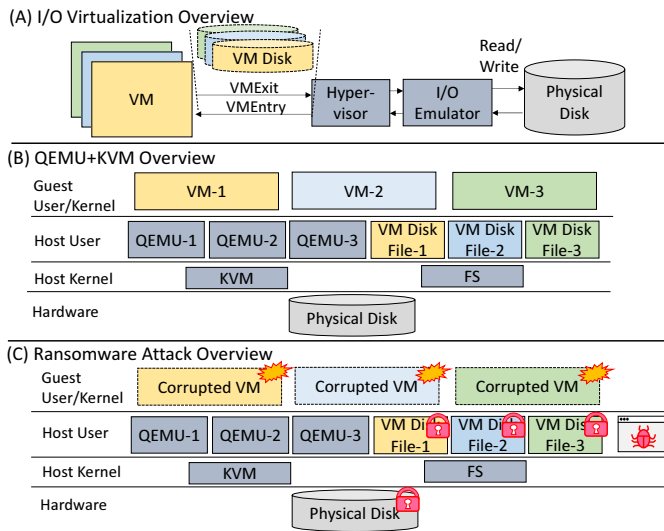 (A) I/O Virtualization Overview
VM Disk
Read/
Write
VM
VMExit
VMEntry
Hyper-
visor
I/O
Emulator
Physical
Disk
(B) QEMU+KVM Overview
Guest
User/Kernel
VM-1
VM-2
VM-3
Host User
QEMU-1
QEMU-2
QEMU-3
VM Disk
File-1
VM Disk
File-2
VM Disk
File-3
Host Kernel
KVM
FS
Hardware
Physical Disk
(C) Ransomware Attack Overview
Guest
User/Kernel
Corrupted VM
Corrupted VM
Corrupted VM
Host User
QEMU-1
QEMU-2
QEMU-3
VM Disk
File-1
VM Disk
File-2
VM Disk
File-3
Host Kernel
KVM
FS
Hardware
Physical Disk